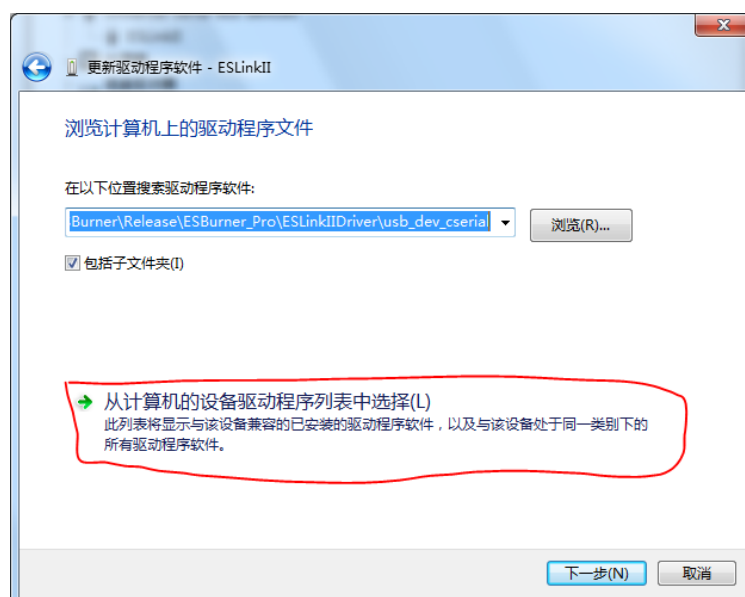 更新驱动程序软件 - ESLinkII
浏览计算机上的驱动程序文件
在以下位置搜索驱动程序软件:
Burner\Release\ESBurner_Pro\ESLinkIIDriver\usb_dev_cserial
浏览(R)...
包括子文件夹(I)
从计算机的设备驱动程序列表中选择(L)
此列表将显示与该设备兼容的已安装的驱动程序软件，以及与该设备处于同一类别下的
所有驱动程序软件。
下一步(N)
取消